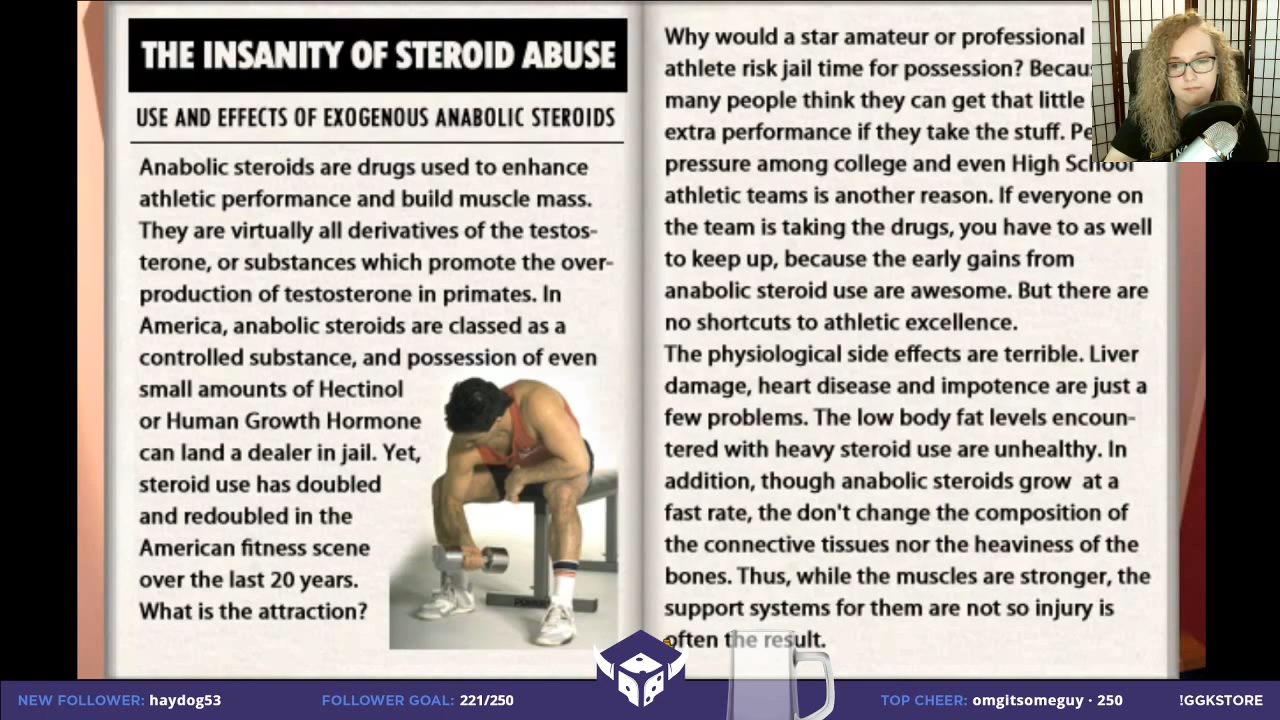 THE INSANITY OF STEROID ABUSE
USE AND EFFECTS OF EXOGENOUS ANABOLIC STEROIDS
Anabolic steroids are drugs used to enhance
athletic performance and build muscle mass.
They are virtually all derivatives of the testos-
terone, or substances which promote the over-
production of testosterone in primates. In
America, anabolic steroids are classed as a
controlled substance, and possession of even
small amounts of Hectinol
or Human Growth Hormone
can land a dealer in jail. Yet,
steroid use has doubled
and redoubled in the
American fitness scene
over the last 20 years.
What is the attraction?
Why would a star amateur or professional
athlete risk jail time for possession?
many people think they can get that little
extra performance if they take the stuff.
pressure among college and even High School
athletic teams is another reason. If everyone on
the team is taking the drugs, you have to as well
to keep up, because the early gains from
anabolic steroid use are awesome. But there are
no shortcuts to athletic excellence.
The physiological side effects are terrible. Liver
damage, heart disease and impotence are just a
few problems. The low body fat levels encoun-
tered with heavy steroid use are unhealthy. In
addition, though anabolic steroids grow at a
fast rate, the don't change the composition of
the connective tissues nor the heaviness of the
bones. Thus, while the muscles are stronger, the
support systems for them are not so injury is
often the result.
NEW FOLLOWER: haydog53
FOLLOWER GOAL: 221/250
TOP CHEER: omgitsomeguy · 250
!GGKSTORE